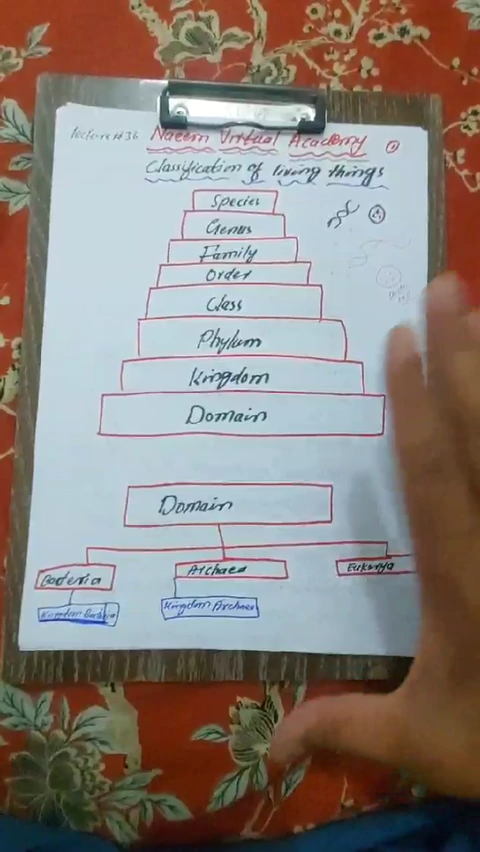 lecture # 36 Naeem Virtual Academy
Classification of living things
Species
Genus
Family
Order
Class
Phylum
Kingdom
Domain
Domain
Bacteria Archaea Eukarya
Kingdom Bacteria Kingdom Archaea